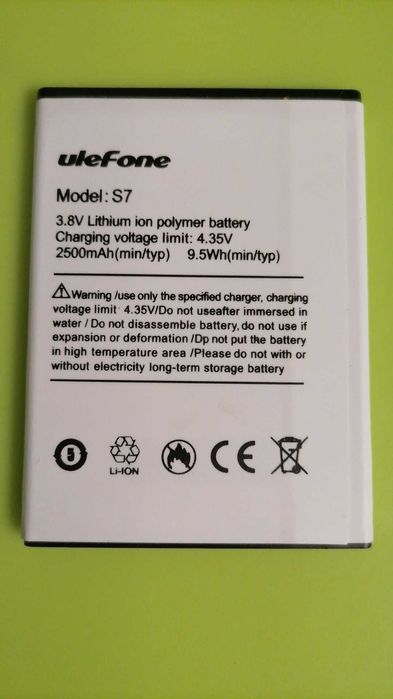 ulefone
Model: S7
3.8V Lithium ion polymer battery
Charging voltage limit: 4.35V
2500mAh(min/typ) 9.5Wh(min/typ)
Warning /use only the specified charger, charging
voltage limit 4.35V/Do not useafter immersed in
water / Do not disassemble battery, do not use if
expansion or deformation /Dp not put the battery
in high temperature area /Please do not with or
without electricity long-term storage battery
5
Li-ION
CE